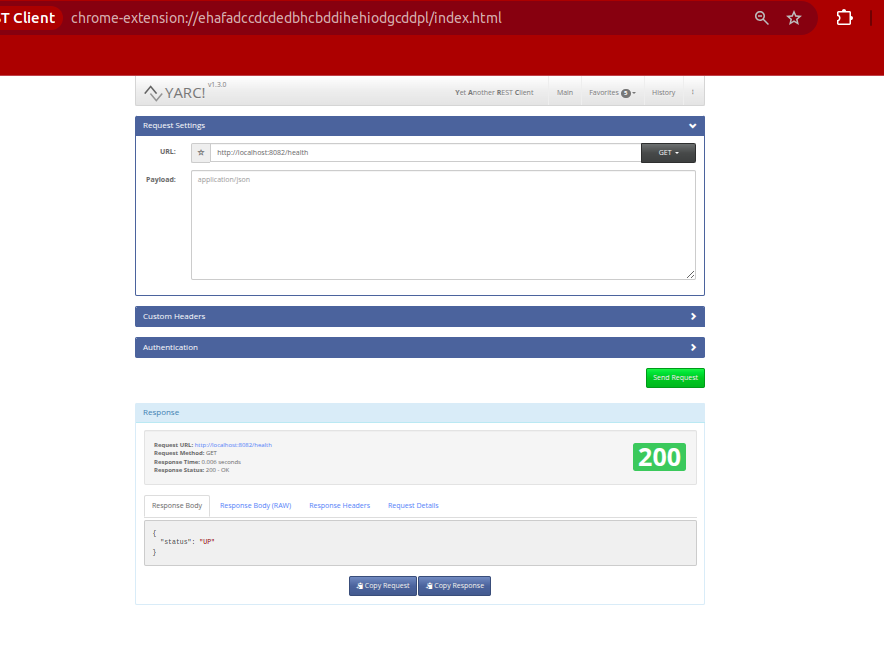 ST Client chrome-extension://ehafadccdcdedbhcbddihehiodgcddpl/index.html
YARC! v1.3.0 Yet Another REST Client Main Favorites 5 History
Request Settings
URL: http://localhost:8082/health GET
Payload: application/json
Custom Headers
Authentication
Send Request
Response
Request URL: http://localhost:8082/health
Request Method: GET
Response Time: 0.006 seconds
Response Status: 200 - OK
200
Response Body Response Body (RAW) Response Headers Request Details
{
"status": "UP"
}
Copy Request Copy Response